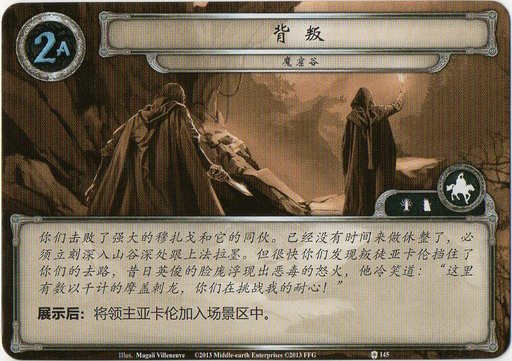 2A
背叛
魔窟谷
你们击败了强大的穆扎戈和它的同伙。已经没有时间来做休整了，必
须立刻深入山谷深处跟上法拉墨。但很快你们发现叛徒亚卡伦挡住了
你们的去路，昔日英俊的脸庞浮现出恶毒的怒火，他冷笑道：“这里
有数以千计的摩盖刺龙，你们在挑战我的耐心！”
展示后：将领主亚卡伦加入场景区中。
Illus. Magali Villeneuve ©2013 Middle-earth Enterprises ©2013 FFG 145